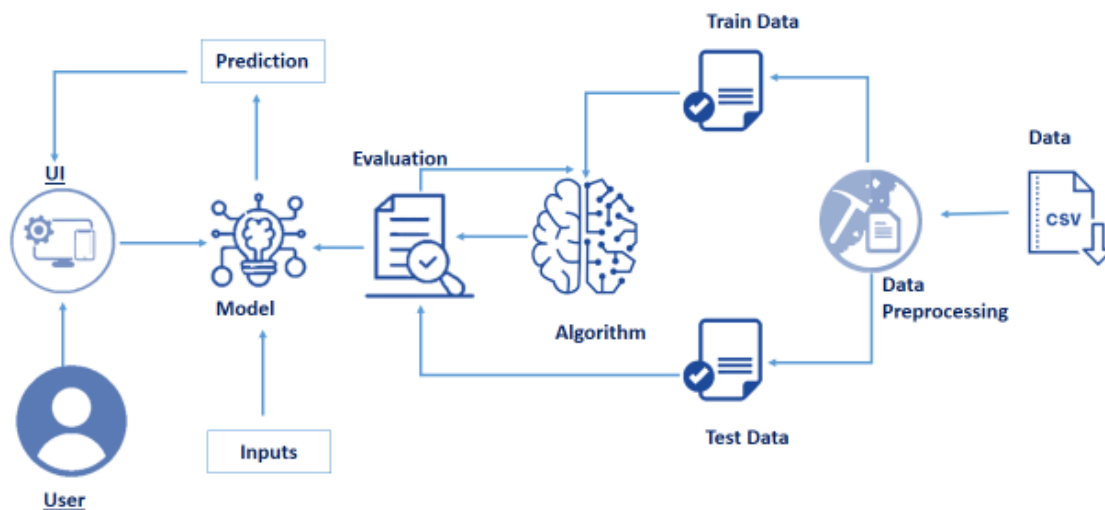 Train Data
Prediction
Evaluation
Data
UI
CSV
Model
Data
Preprocessing
Algorithm
Inputs
Test Data
User